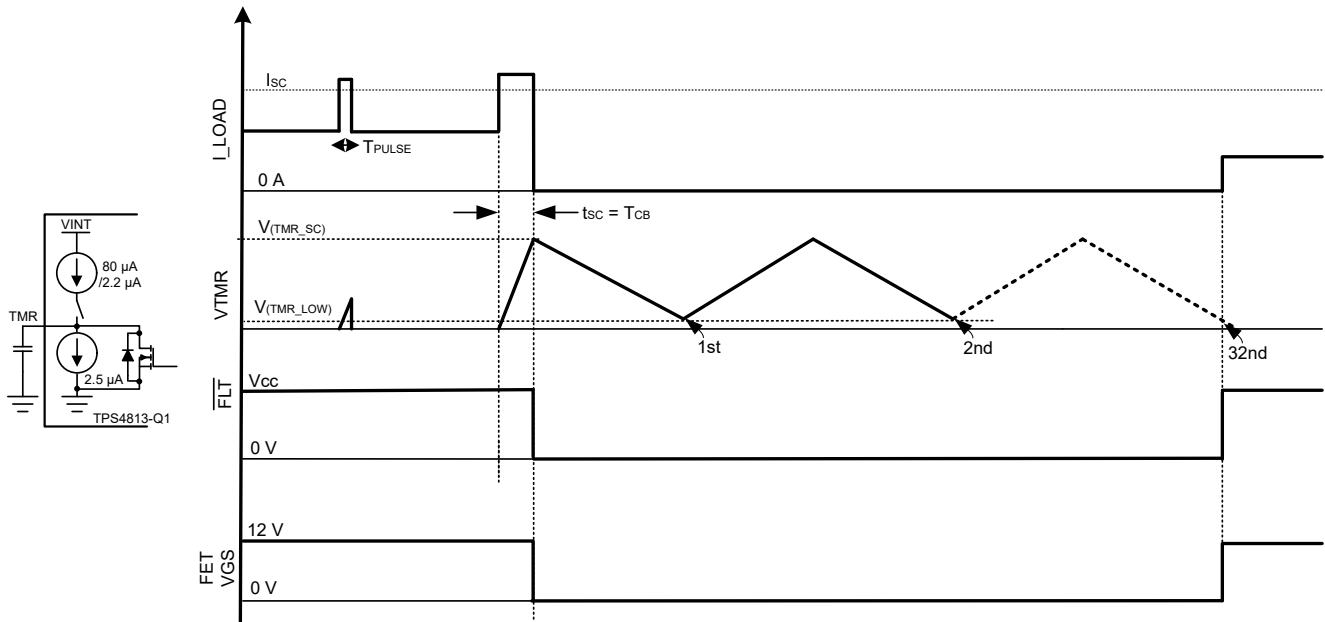 VINT
80 µA
/2.2 µA
TMR
2.5 µA
TPS4813-Q1
I_LOAD
ISC
TPULSE
0 A
tSC = TCB
VTMR
V(TMR_SC)
V(TMR_LOW)
1st
2nd
32nd
FLT
Vcc
0 V
FET
VGS
12 V
0 V